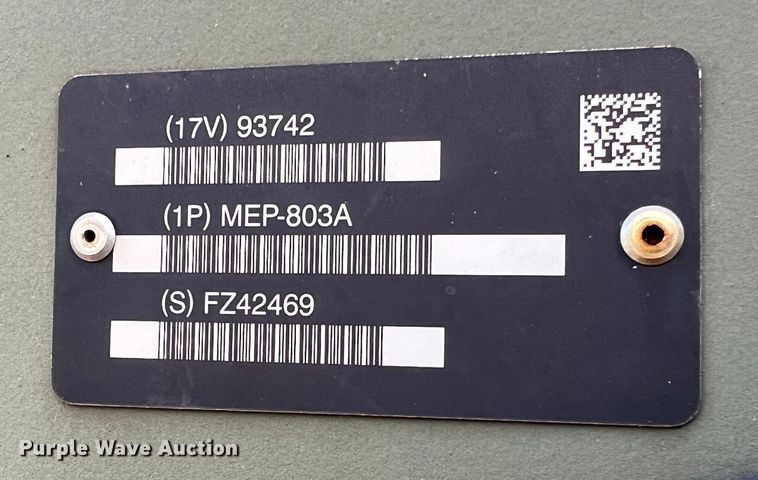 (17V) 93742
(1P) MEP-803A
(S) FZ42469
Purple Wave Auction